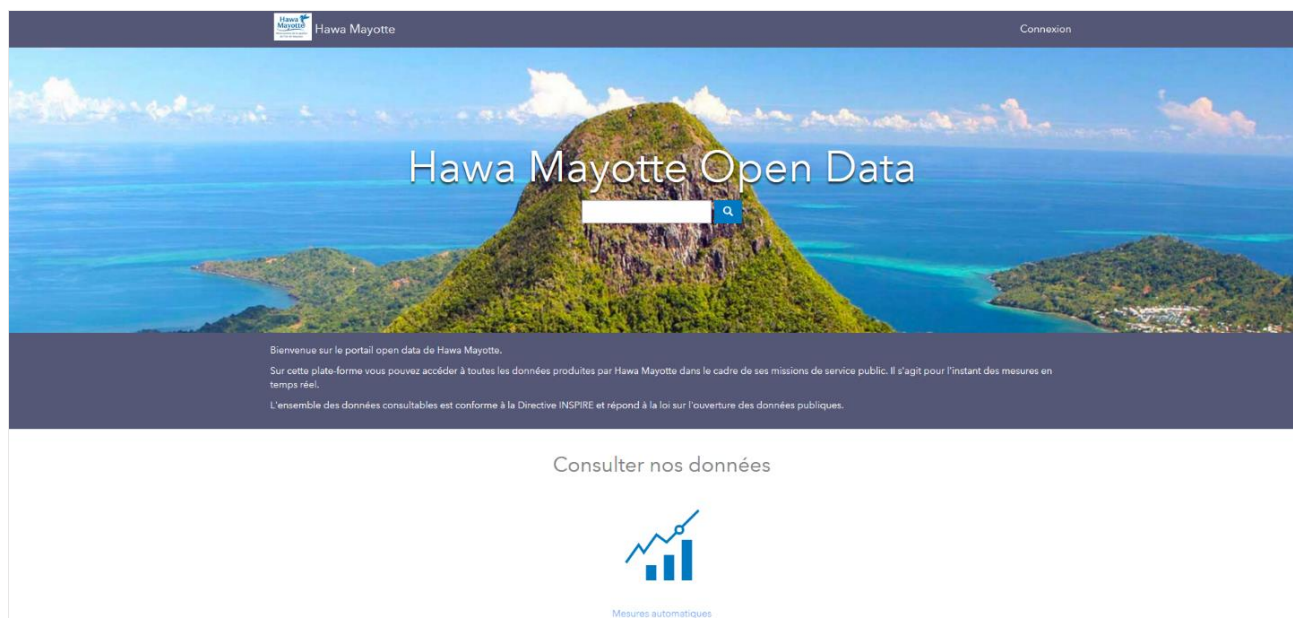 Hawa
Mayotte
Hawa Mayotte
Connexion
Hawa Mayotte Open Data
Bienvenue sur le portail open data de Hawa Mayotte.
Sur cette plate-forme vous pouvez accéder à toutes les données produites par Hawa Mayotte dans le cadre de ses missions de service public. Il s'agit pour l'instant des mesures en
temps réel.
L'ensemble des données consultables est conforme à la Directive INSPIRE et répond à la loi sur l'ouverture des données publiques.
Consulter nos données
Mesures automatiques